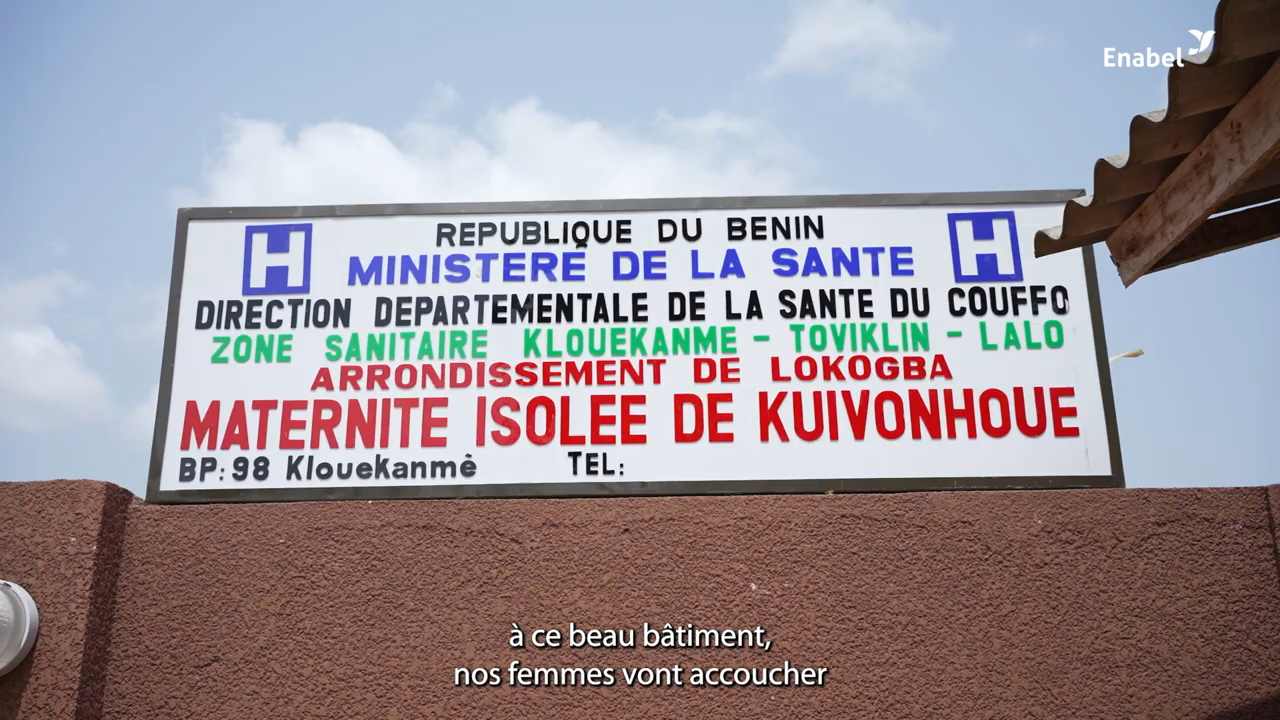 Enabel
H REPUBLIQUE DU BENIN H
MINISTERE DE LA SANTE
DIRECTION DEPARTEMENTALE DE LA SANTE DU COUFFO
ZONE SANITAIRE KLOUEKANME - TOVIKLIN - LALO
ARRONDISSEMENT DE LOKOGBA
MATERNITE ISOLEE DE KUIVONHOUE
BP: 98 Klouekanmè TEL:
à ce beau bâtiment,
nos femmes vont accoucher